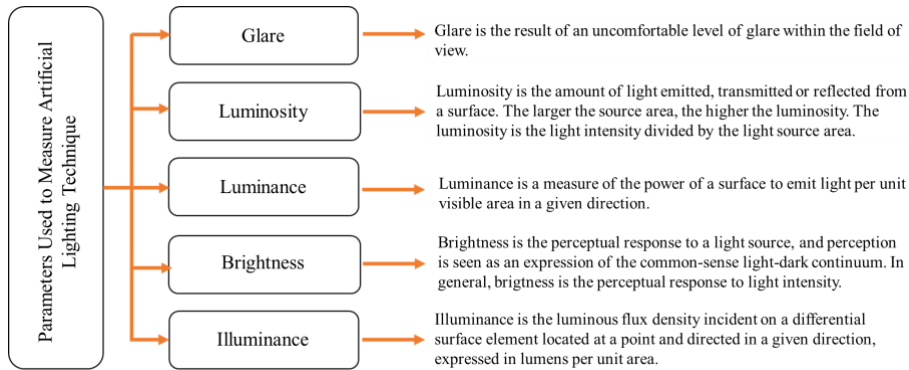 Parameters Used to Measure Artificial
Lighting Technique
Glare
Glare is the result of an uncomfortable level of glare within the field of
view.
Luminosity
Luminosity is the amount of light emitted, transmitted or reflected from
a surface. The larger the source area, the higher the luminosity. The
luminosity is the light intensity divided by the light source area.
Luminance
Luminance is a measure of the power of a surface to emit light per unit
visible area in a given direction.
Brightness
Brightness is the perceptual response to a light source, and perception
is seen as an expression of the common-sense light-dark continuum. In
general, brigtness is the perceptual response to light intensity.
Illuminance
Illuminance is the luminous flux density incident on a differential
surface element located at a point and directed in a given direction,
expressed in lumens per unit area.